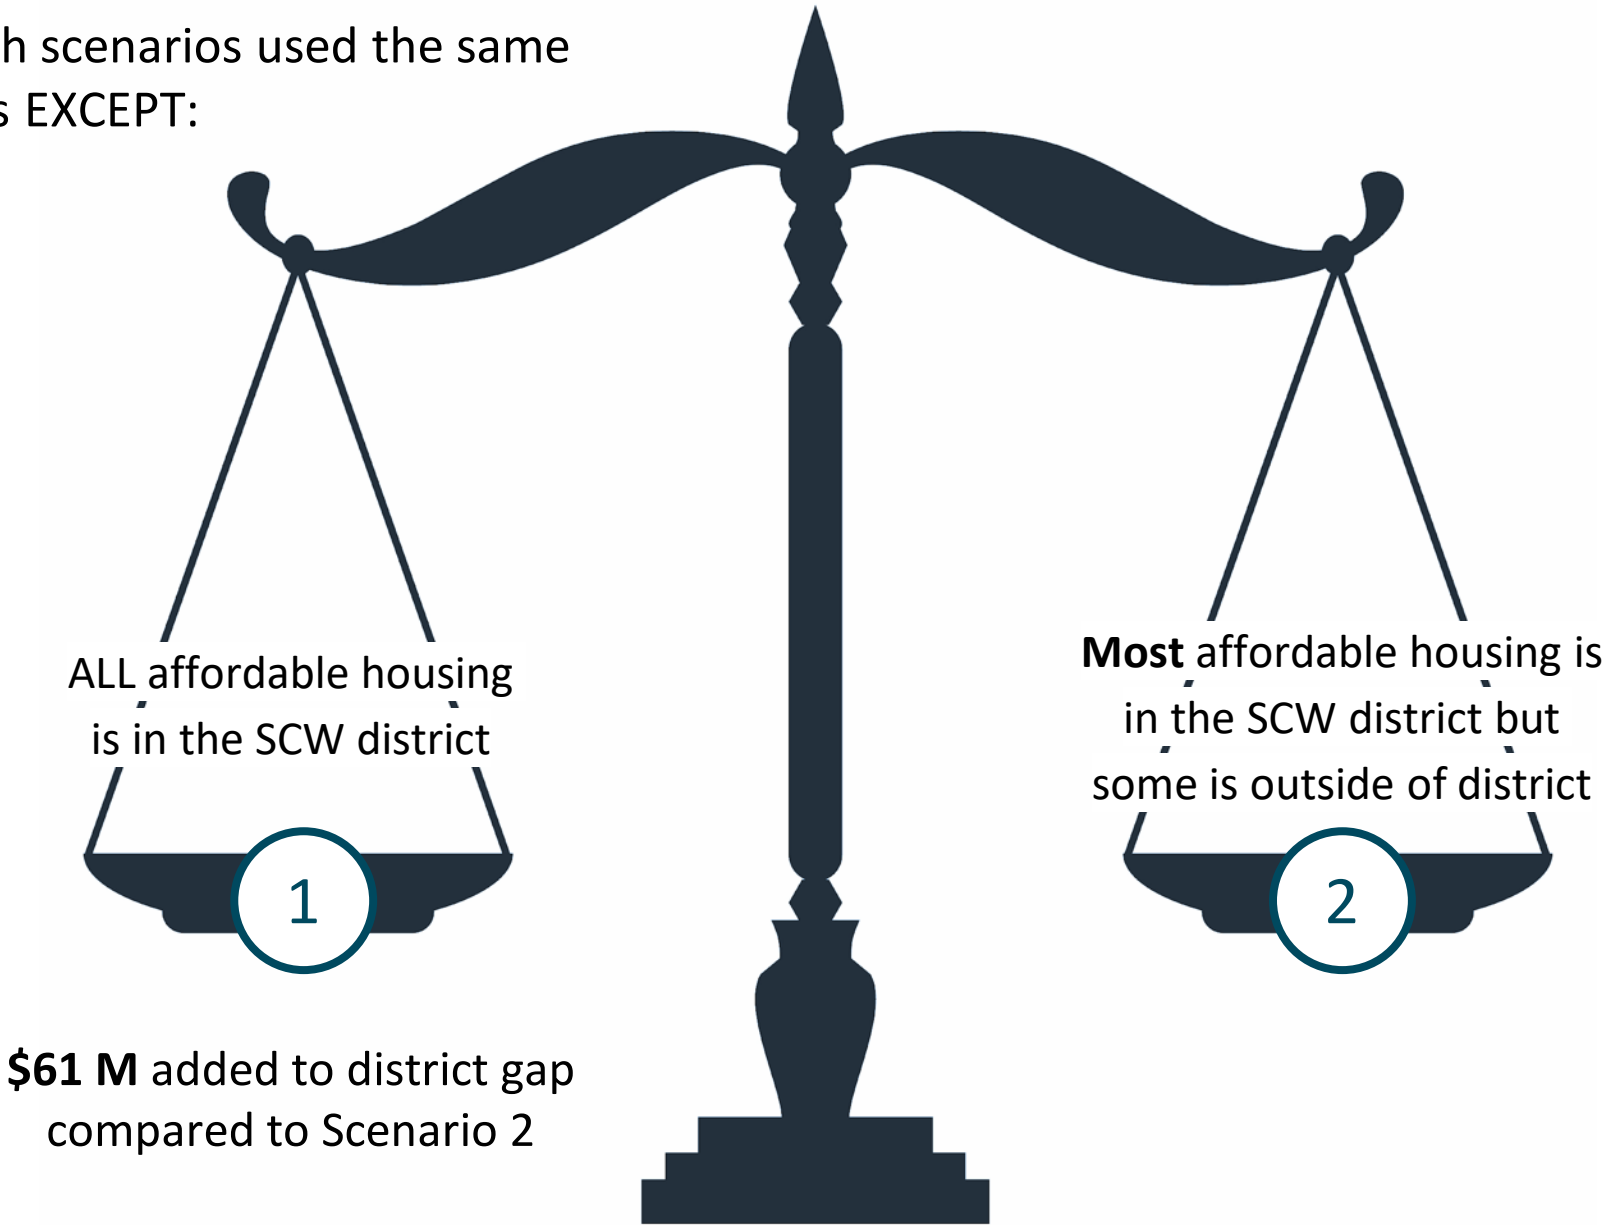 h scenarios used the same
s EXCEPT:
ALL affordable housing
is in the SCW district
1
$61 M added to district gap
compared to Scenario 2
Most affordable housing is
in the SCW district but
some is outside of district
2